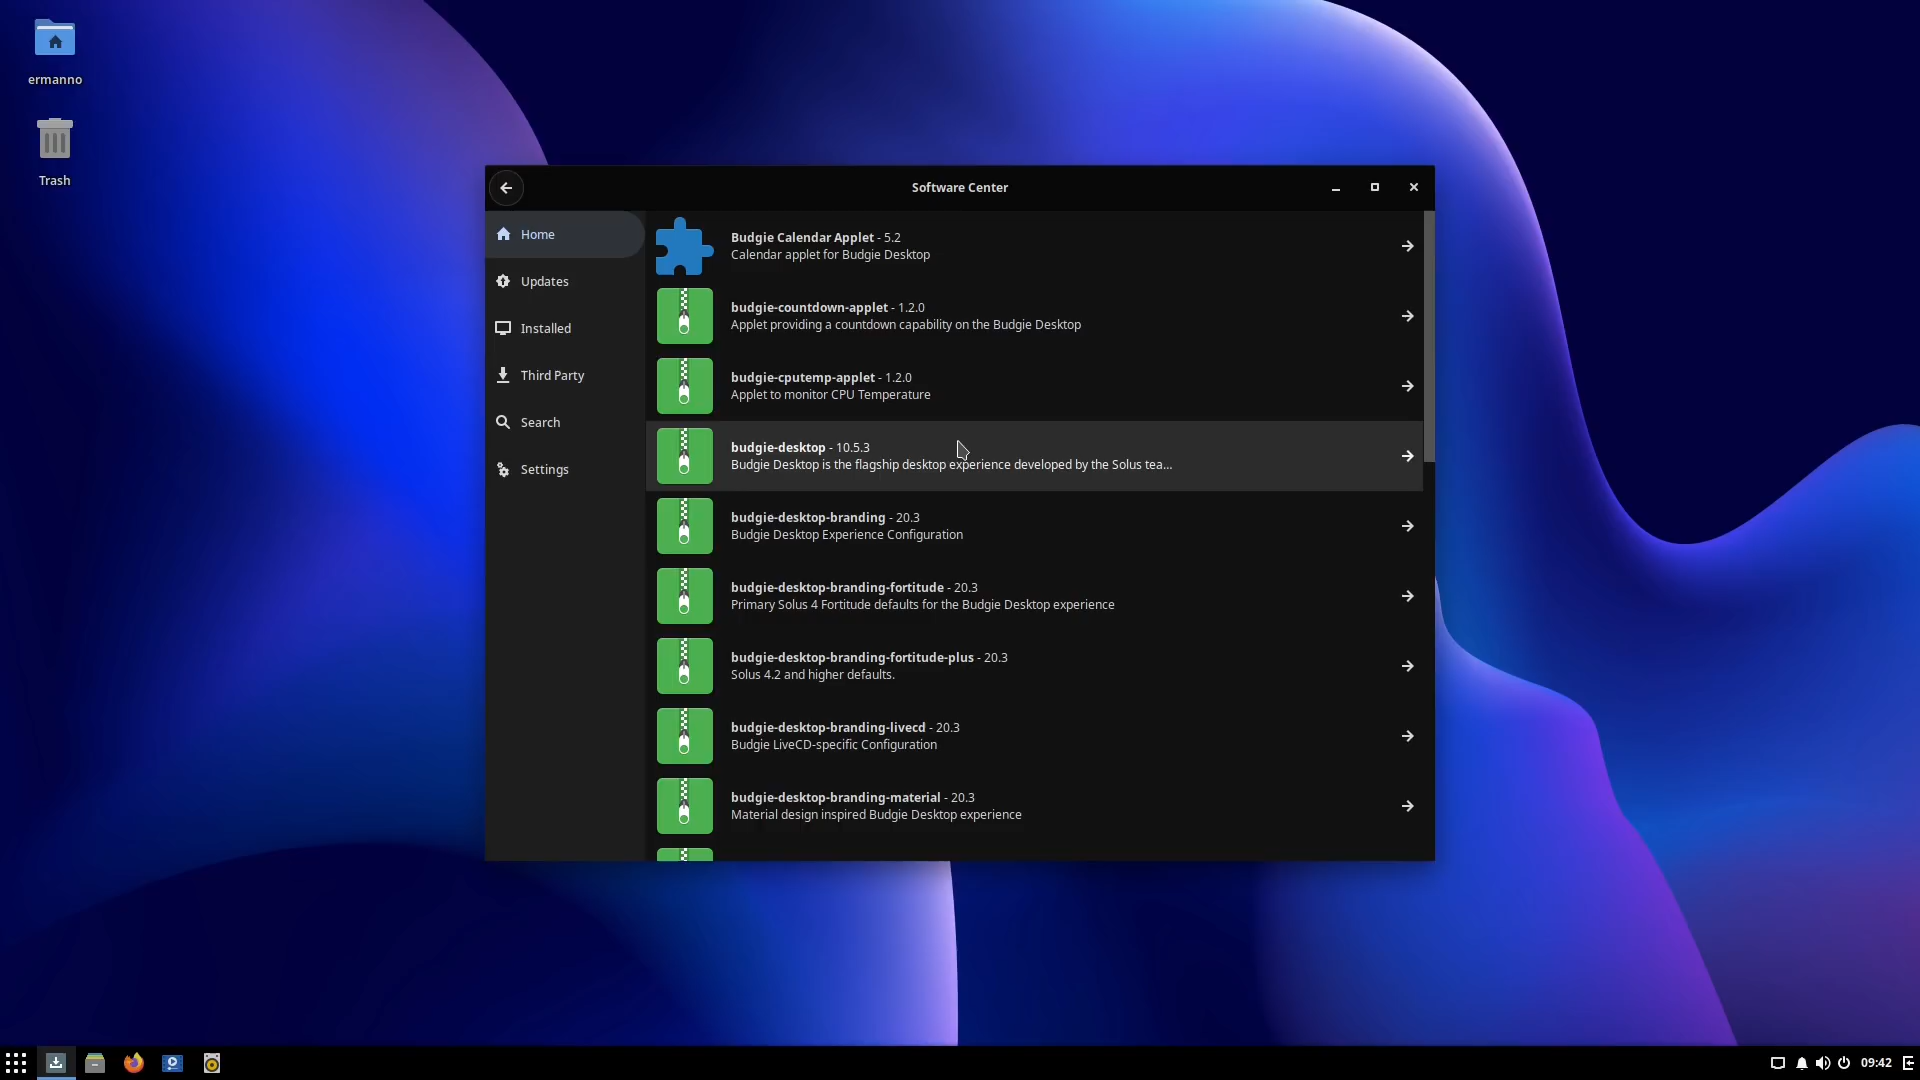 ermanno
Trash
Software Center
Home
Updates
Installed
Third Party
Search
Settings
Budgie Calendar Applet - 5.2
Calendar applet for Budgie Desktop
budgie-countdown-applet - 1.2.0
Applet providing a countdown capability on the Budgie Desktop
budgie-cputemp-applet - 1.2.0
Applet to monitor CPU Temperature
budgie-desktop - 10.5.3
Budgie Desktop is the flagship desktop experience developed by the Solus tea...
budgie-desktop-branding - 20.3
Budgie Desktop Experience Configuration
budgie-desktop-branding-fortitude - 20.3
Primary Solus 4 Fortitude defaults for the Budgie Desktop experience
budgie-desktop-branding-fortitude-plus - 20.3
Solus 4.2 and higher defaults.
budgie-desktop-branding-livecd - 20.3
Budgie LiveCD-specific Configuration
budgie-desktop-branding-material - 20.3
Material design inspired Budgie Desktop experience
09:42